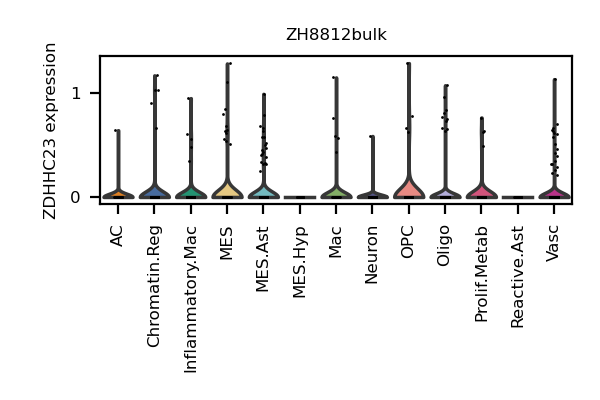 ZH8812bulk
ZDHHC23 expression
1
0
AC
Chromatin.Reg
Inflammatory.Mac
MES
MES.Ast
MES.Hyp
Mac
Neuron
OPC
Oligo
Prolif.Metab
Reactive.Ast
Vasc